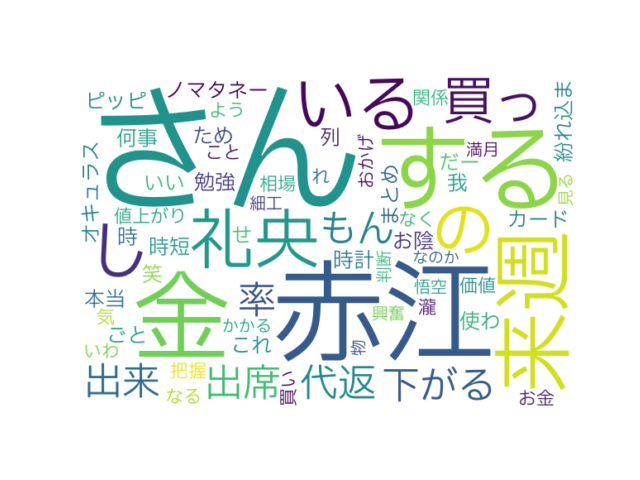 さん
する
赤江
金
来週
いる
買っ
の
し
礼央
もん
率
出来
出席
代返
下がる
ピッピ
ノマタネー
よう
何事
ため
こと
列
おかげ
関係
だー
満月
紛れ込ま
オキュラス
いい
勉強
相場
れ
まとめ
我
見る
値上がり
細工
なく
カード
時
時短
せ
お陰
なのか
笑
時計
判断
悟空
価値
本当
気
ごと
かかる
これ
興奮
瀧
使わ
いわ
把握
なる
買い
物
お金